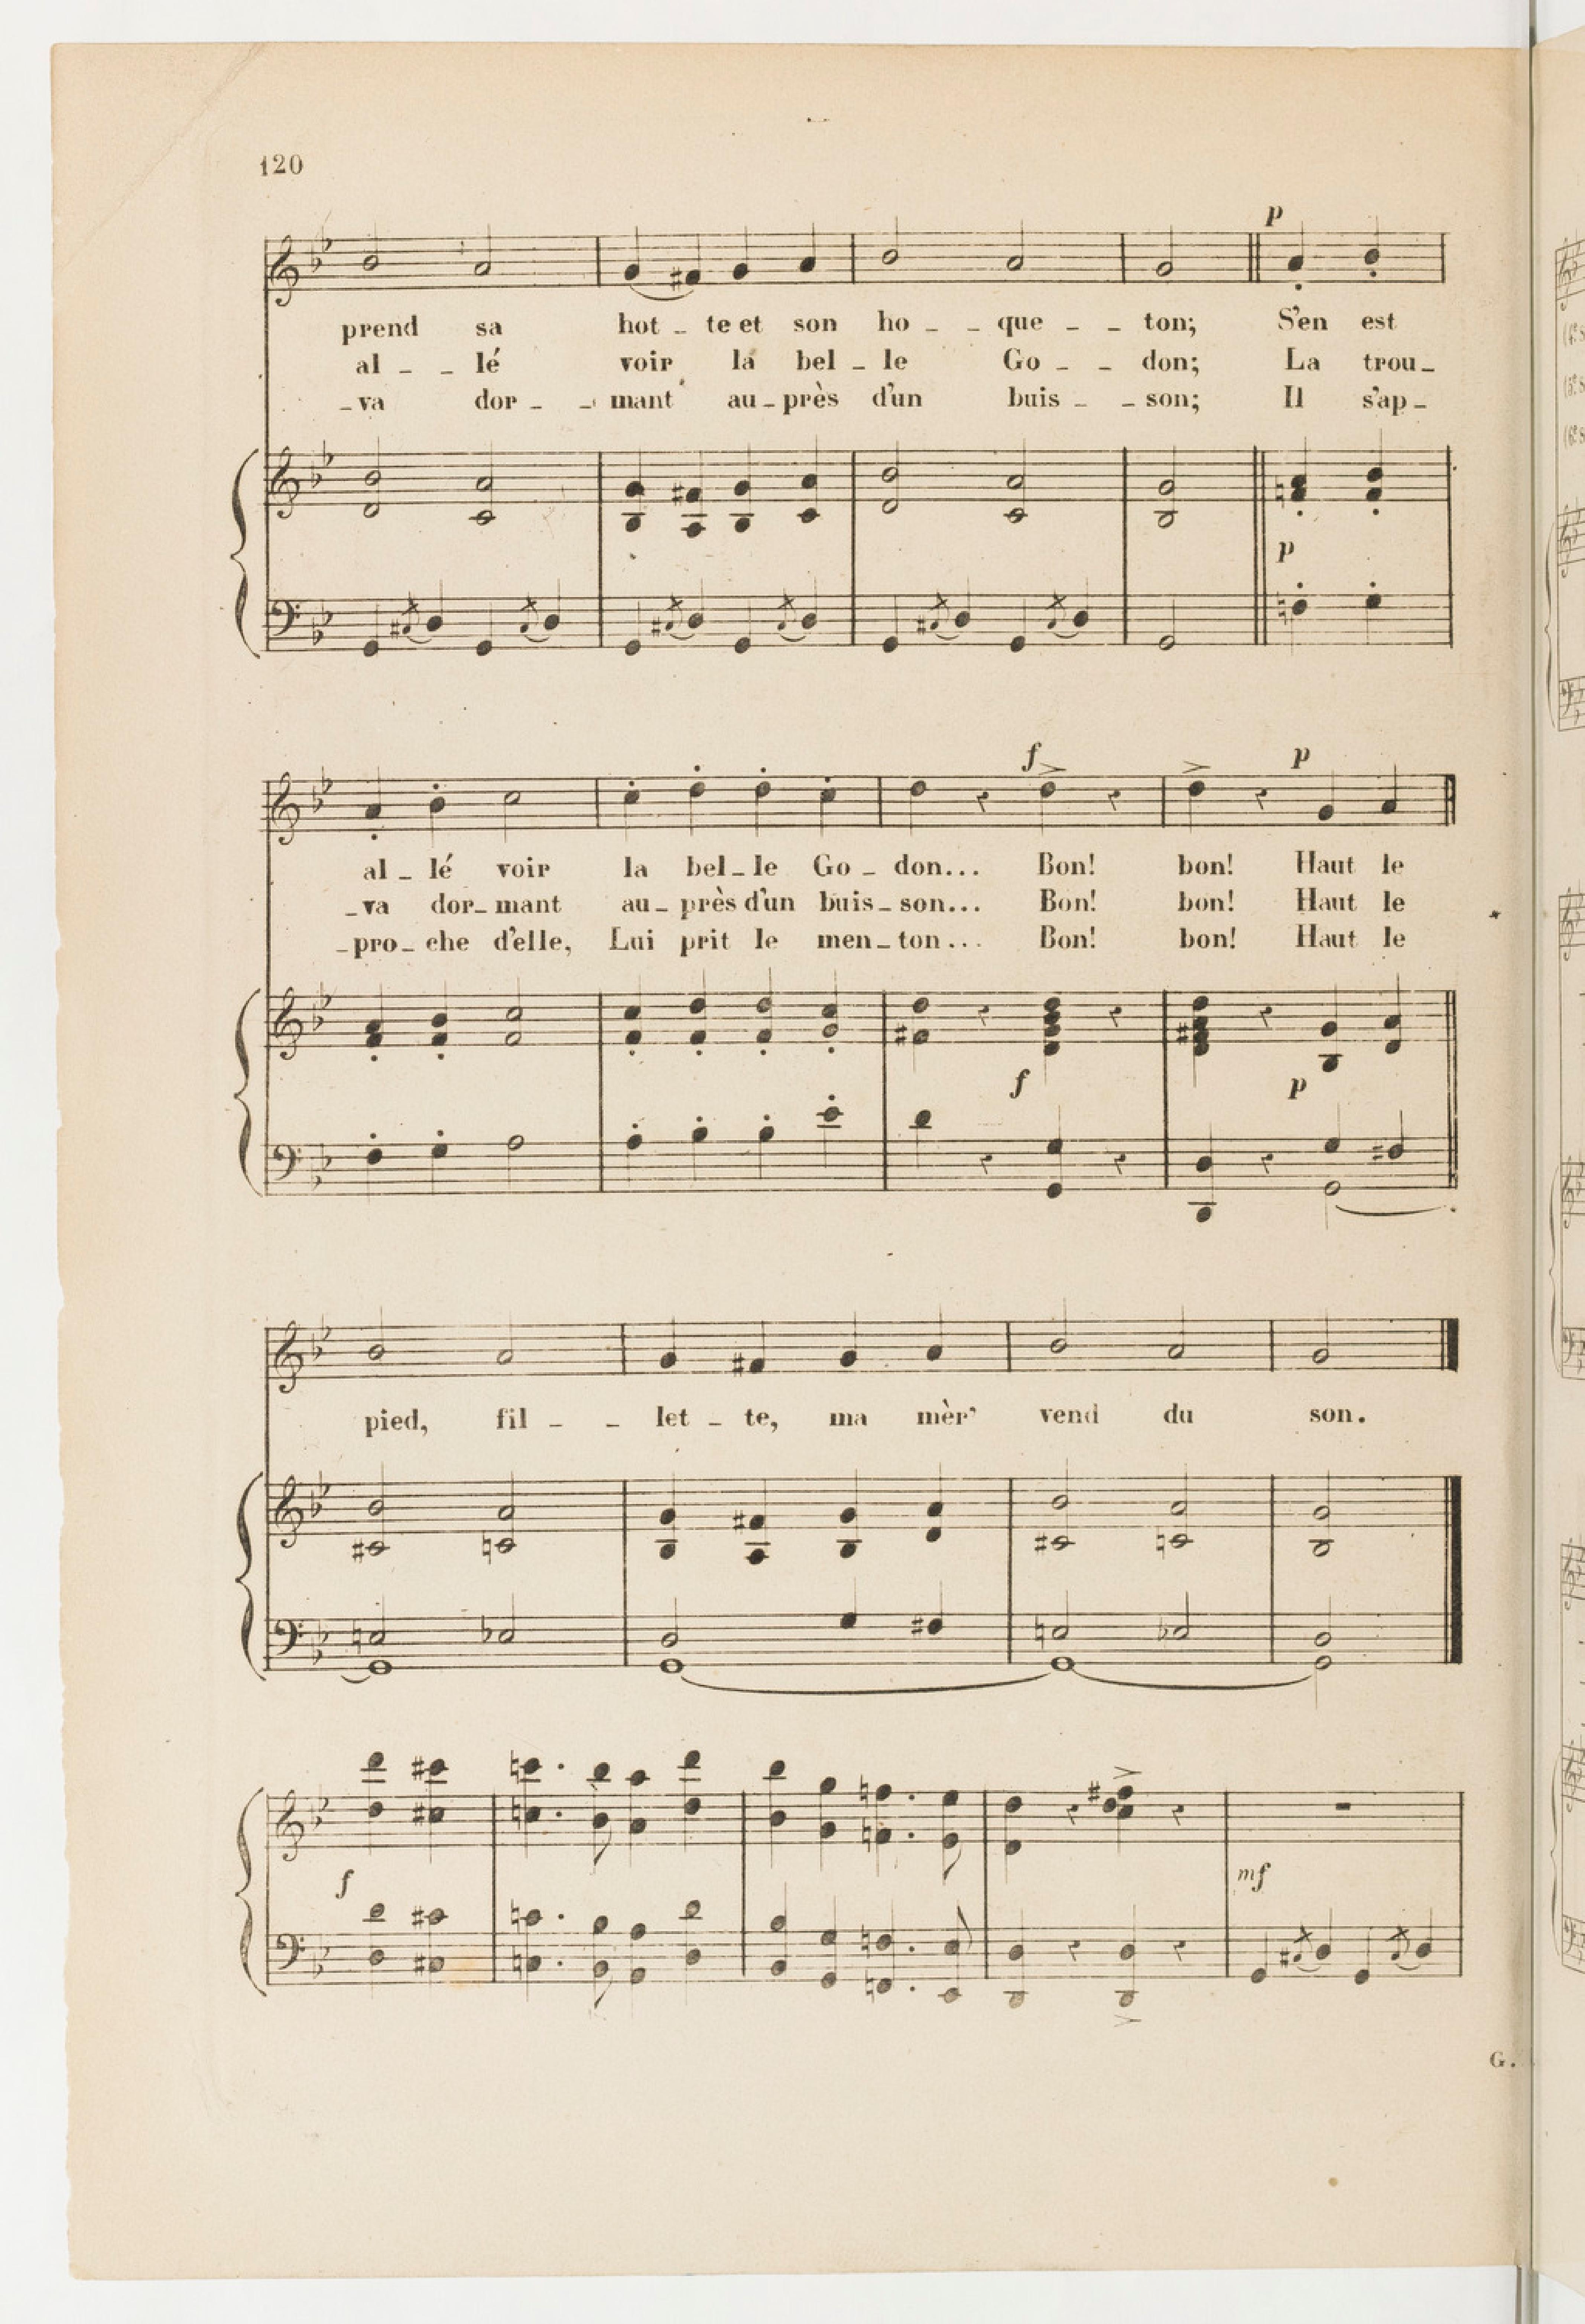 120
p
prend sa hot - te et son ho - - que - - ton; S'en est
al - - lé voir la bel - le Go - - don; La trou -
- va dor - - mant au - près d'un buis - - son; Il s'ap -
p
f p
al - lé voir la bel - le Go - don... Bon! bon! Haut le
- va dor - mant au - près d'un buis - son... Bon! bon! Haut le
- pro - che d'elle, Lui prit le men - ton... Bon! bon! Haut le
f p
pied, fil - - let - te, ma mèr' vend du son.
f mf
G.